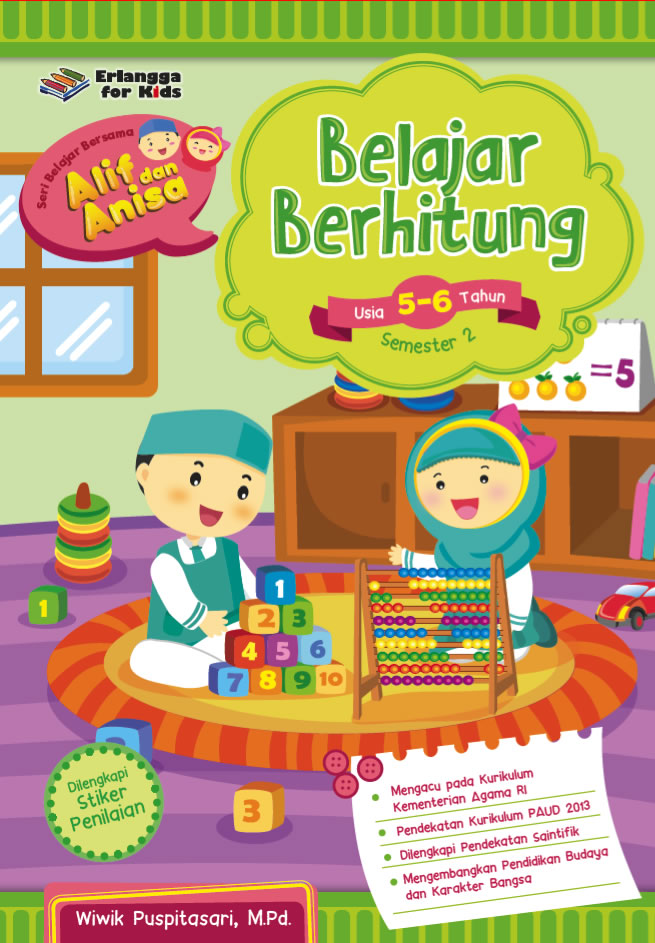 Erlangga
for Kids
Seri Belajar Bersama
Alif dan
Anisa
Belajar
Berhitung
Usia 5-6 Tahun
Semester 2
=5
1
2 3
4 5 6
7 8 9 10
1
2
3
Dilengkapi
Stiker
Penilaian
Mengacu pada Kurikulum
Kementerian Agama RI
Pendekatan Kurikulum PAUD 2013
Dilengkapi Pendekatan Saintifik
Mengembangkan Pendidikan Budaya
dan Karakter Bangsa
Wiwik Puspitasari, M.Pd.